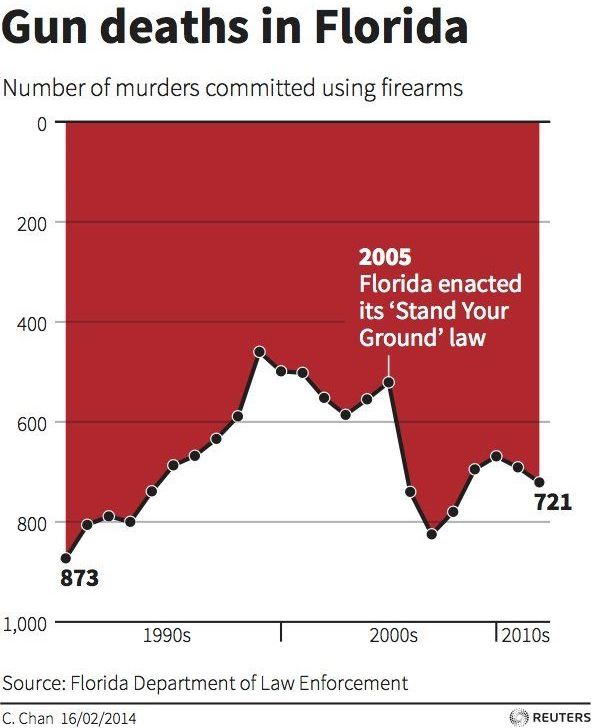 Gun deaths in Florida
Number of murders committed using firearms
0
200
2005
Florida enacted
its ‘Stand Your
Ground’ law
400
600
721
800
873
1,000
1990s
2000s
2010s
Source: Florida Department of Law Enforcement
C. Chan 16/02/2014
REUTERS